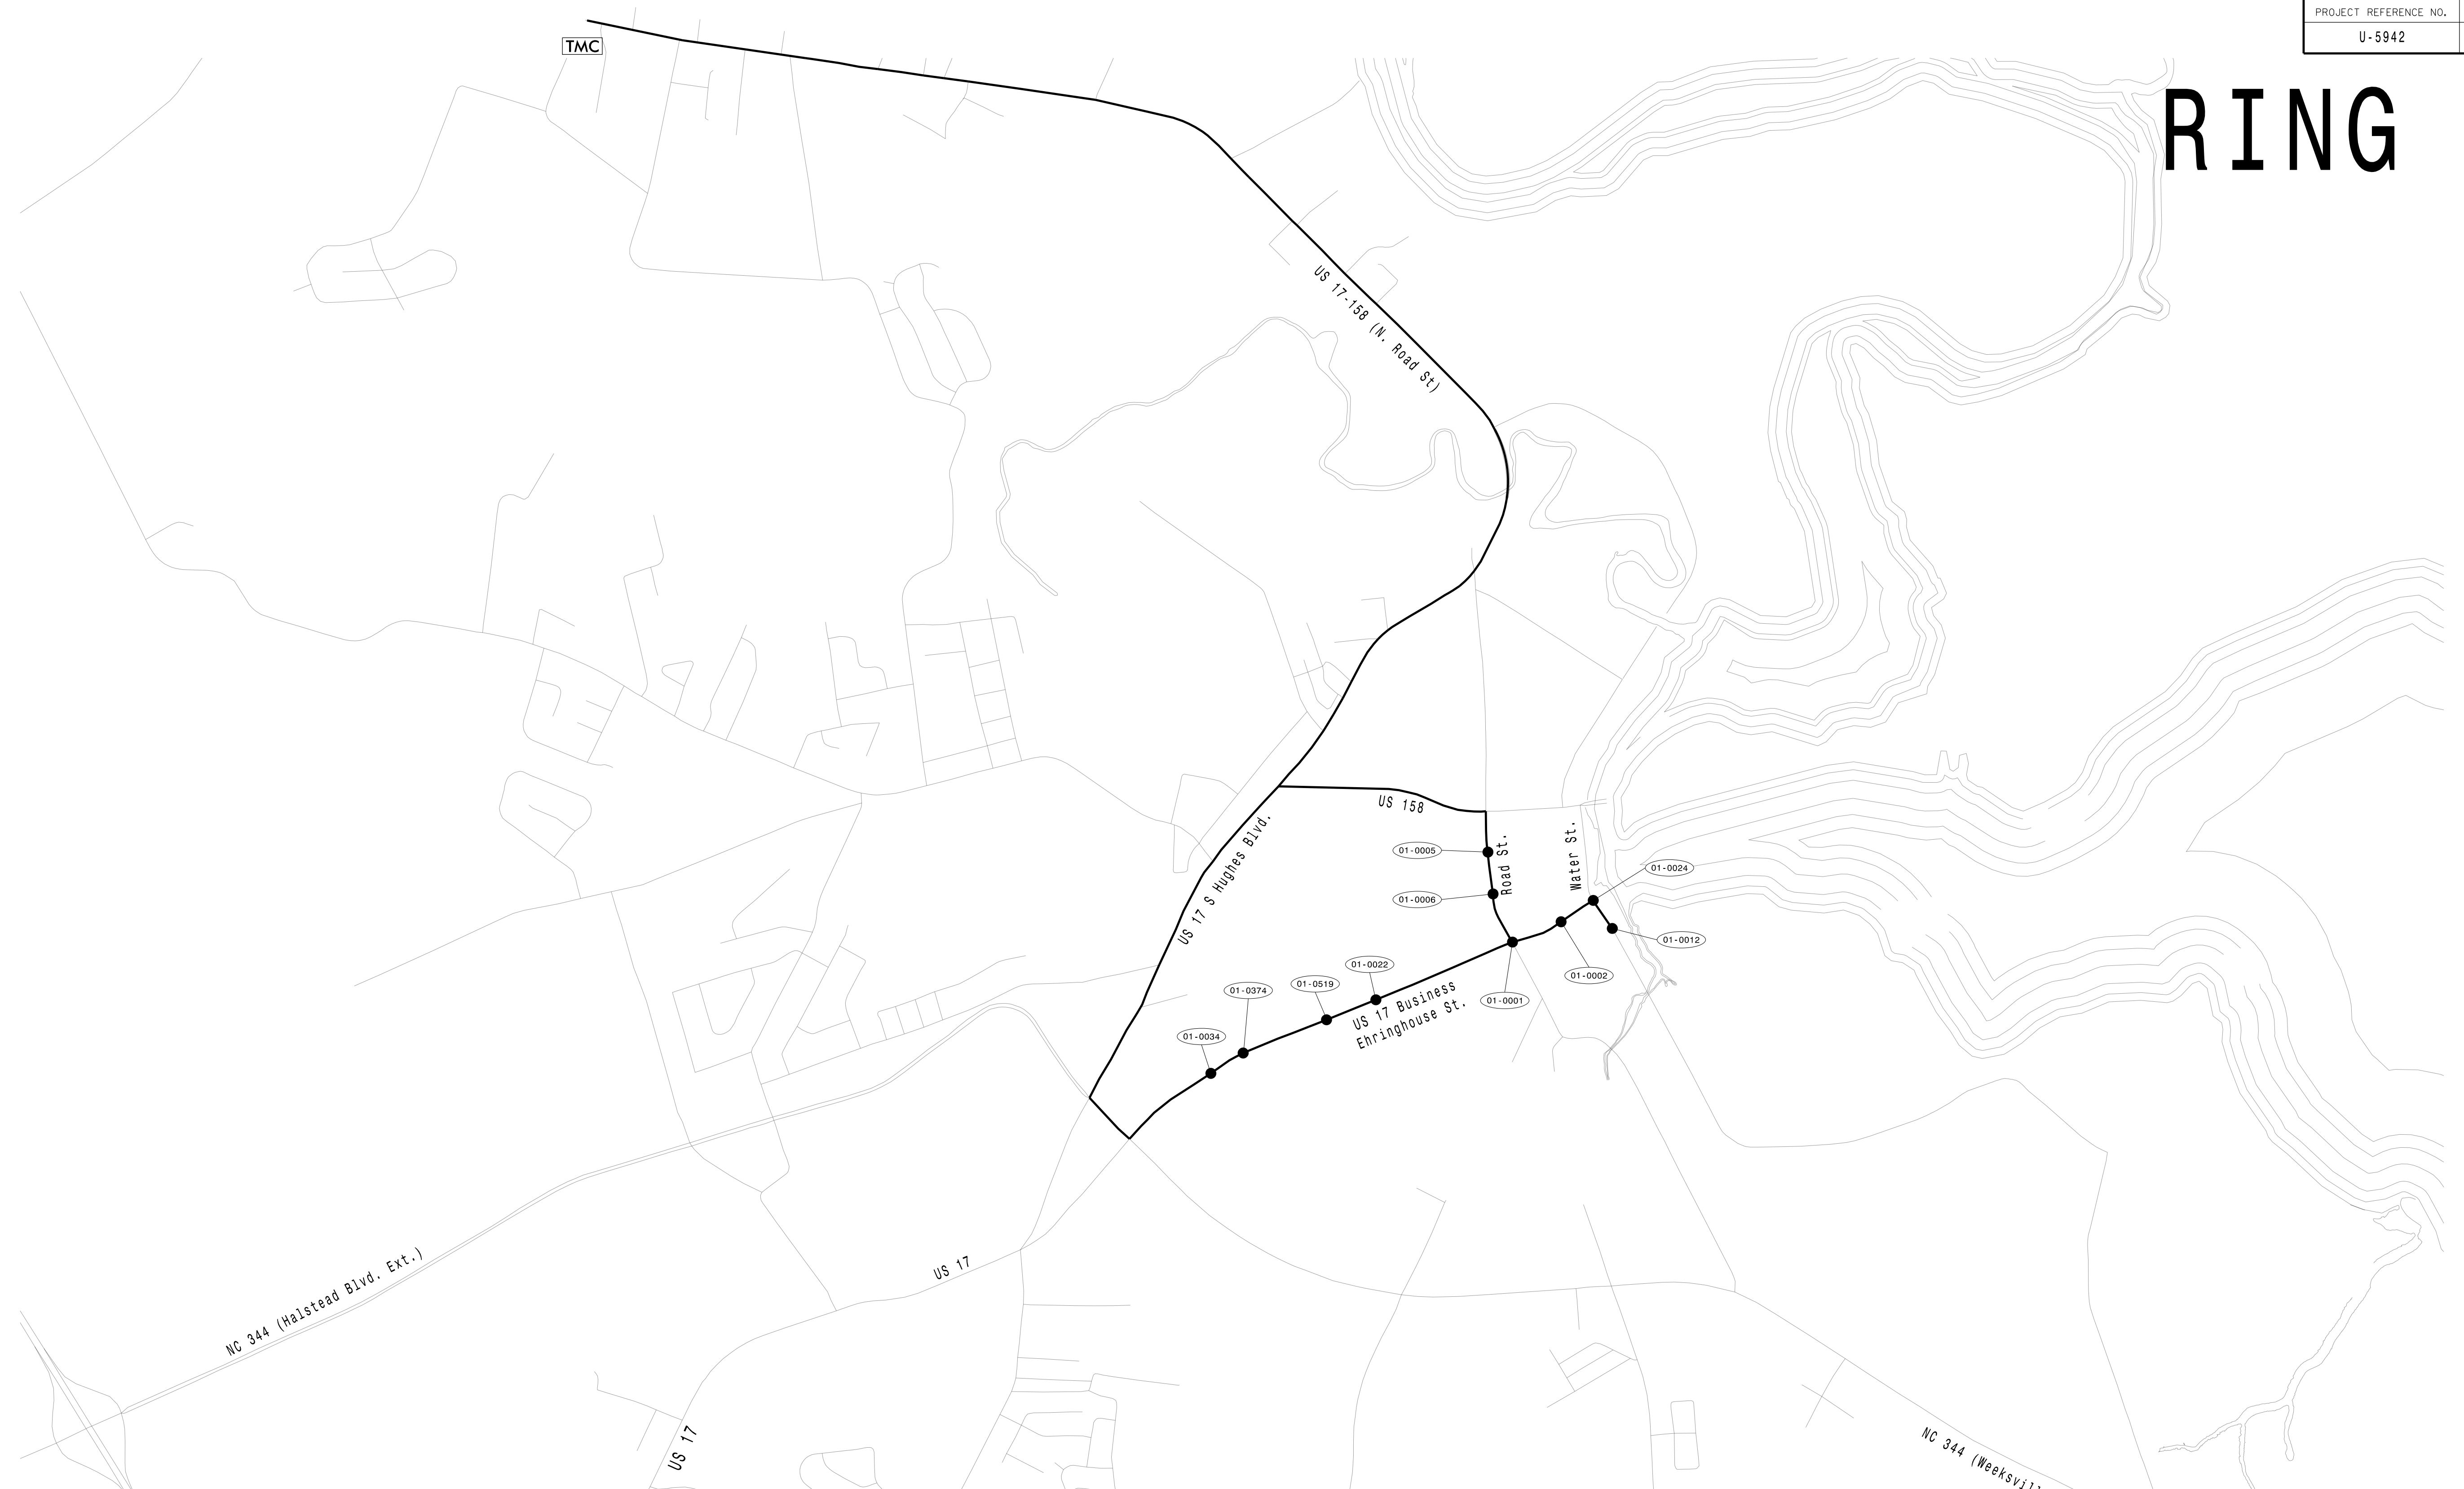 PROJECT REFERENCE NO.
U-5942
TMC
RING
US 17-158 (N. Road St)
US 158
US 17 S Hughes Blvd.
Road St.
Water St.
01-0005
01-0024
01-0006
01-0012
01-0022
01-0002
01-0519
01-0374
01-0001
US 17 Business
Ehringhouse St.
01-0034
NC 344 (Halstead Blvd. Ext.)
US 17
US 17
NC 344